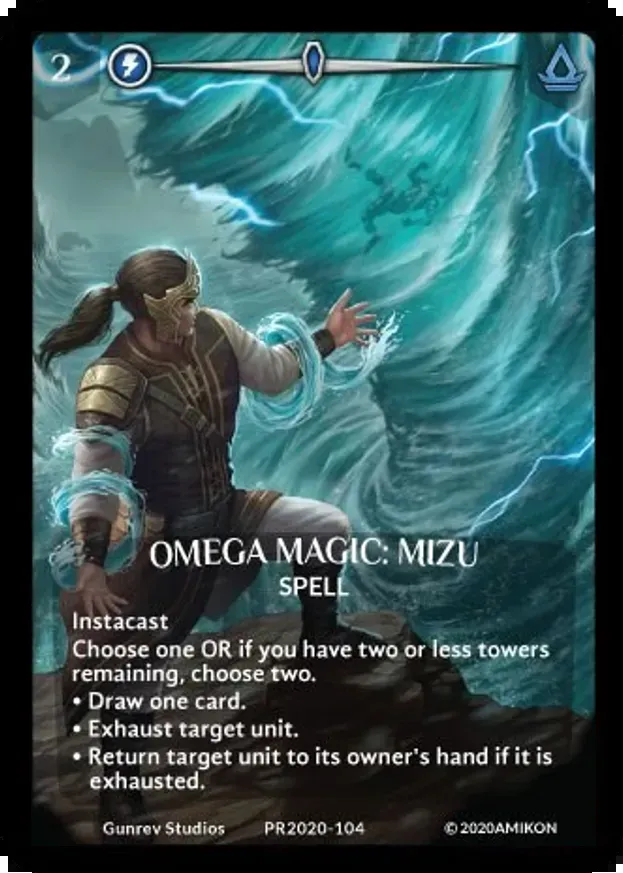 2
OMEGA MAGIC: MIZU
SPELL
Instacast
Choose one OR if you have two or less towers
remaining, choose two.
• Draw one card.
• Exhaust target unit.
• Return target unit to its owner's hand if it is
exhausted.
Gunrev Studios PR2020-104 © 2020AMIKON